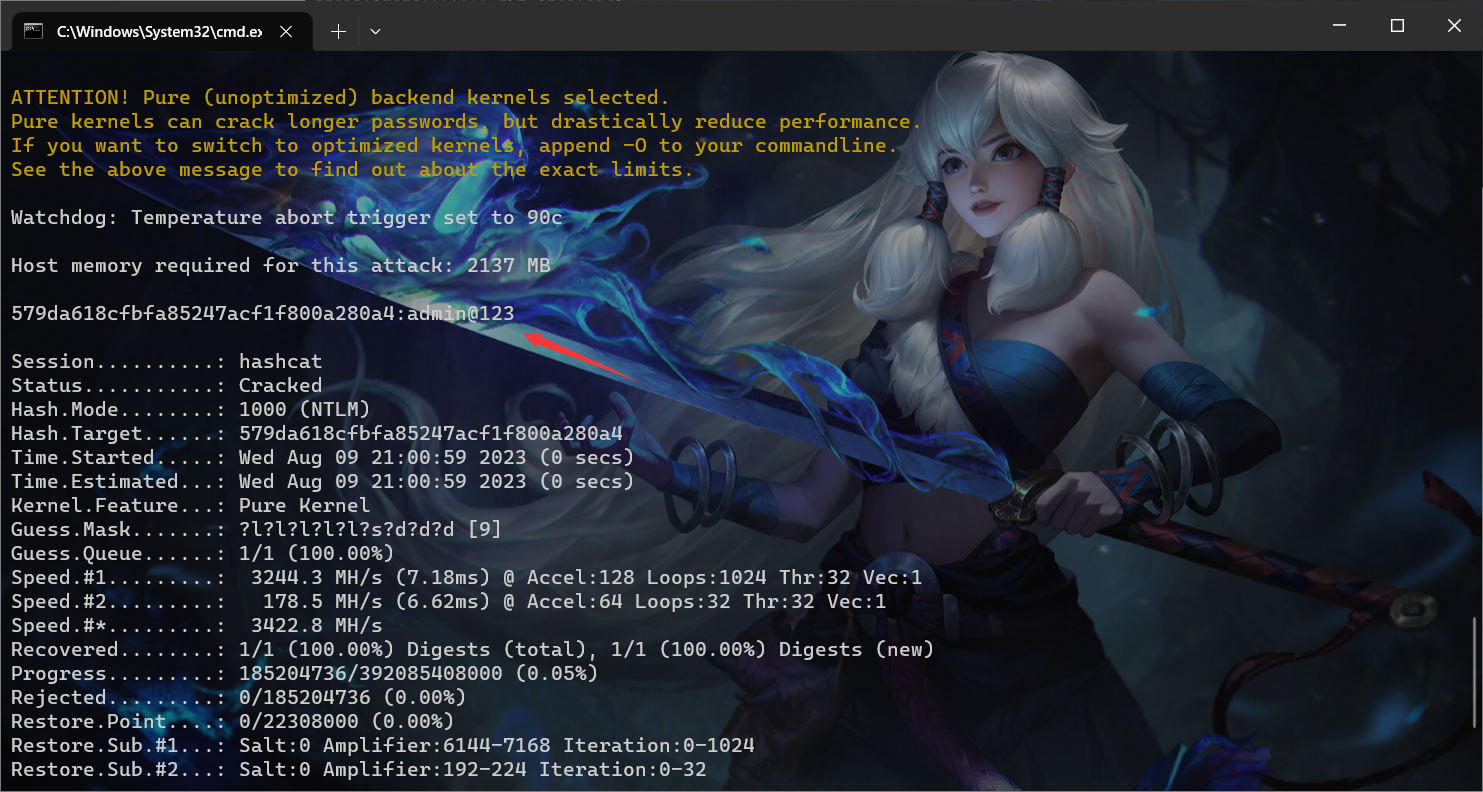 C:\Windows\System32\cmd.ex
ATTENTION! Pure (unoptimized) backend kernels selected.
Pure kernels can crack longer passwords, but drastically reduce performance.
If you want to switch to optimized kernels, append -O to your commandline.
See the above message to find out about the exact limits.
Watchdog: Temperature abort trigger set to 90c
Host memory required for this attack: 2137 MB
579da618cfbfa85247acf1f800a280a4:admin@123
Session..........: hashcat
Status...........: Cracked
Hash.Mode........: 1000 (NTLM)
Hash.Target......: 579da618cfbfa85247acf1f800a280a4
Time.Started.....: Wed Aug 09 21:00:59 2023 (0 secs)
Time.Estimated...: Wed Aug 09 21:00:59 2023 (0 secs)
Kernel.Feature...: Pure Kernel
Guess.Mask.......: ?l?l?l?l?l?s?d?d?d [9]
Guess.Queue......: 1/1 (100.00%)
Speed.#1.........:  3244.3 MH/s (7.18ms) @ Accel:128 Loops:1024 Thr:32 Vec:1
Speed.#2.........:   178.5 MH/s (6.62ms) @ Accel:64 Loops:32 Thr:32 Vec:1
Speed.#*.........:  3422.8 MH/s
Recovered........: 1/1 (100.00%) Digests (total), 1/1 (100.00%) Digests (new)
Progress.........: 185204736/392085408000 (0.05%)
Rejected.........: 0/185204736 (0.00%)
Restore.Point....: 0/22308000 (0.00%)
Restore.Sub.#1...: Salt:0 Amplifier:6144-7168 Iteration:0-1024
Restore.Sub.#2...: Salt:0 Amplifier:192-224 Iteration:0-32